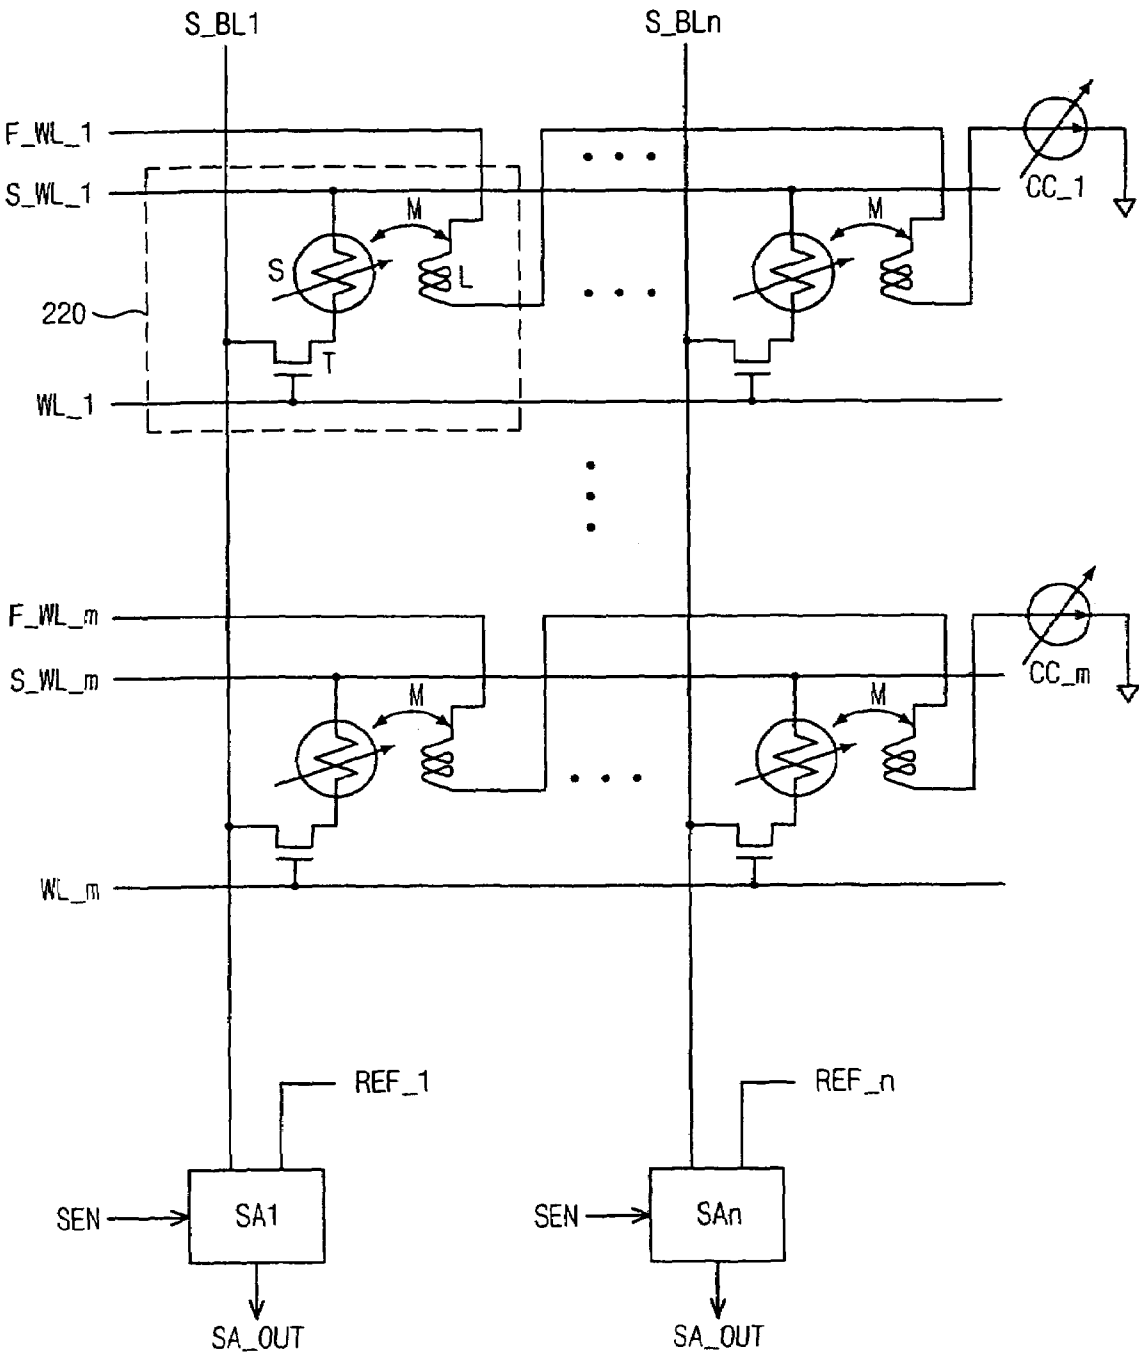 S_BL1
S_BLn
F_WL_1
S_WL_1
CC_1
M
M
S
L
220
T
WL_1
F_WL_m
S_WL_m
CC_m
M
M
WL_m
REF_1
REF_n
SEN
SA1
SEN
SAn
SA_OUT
SA_OUT